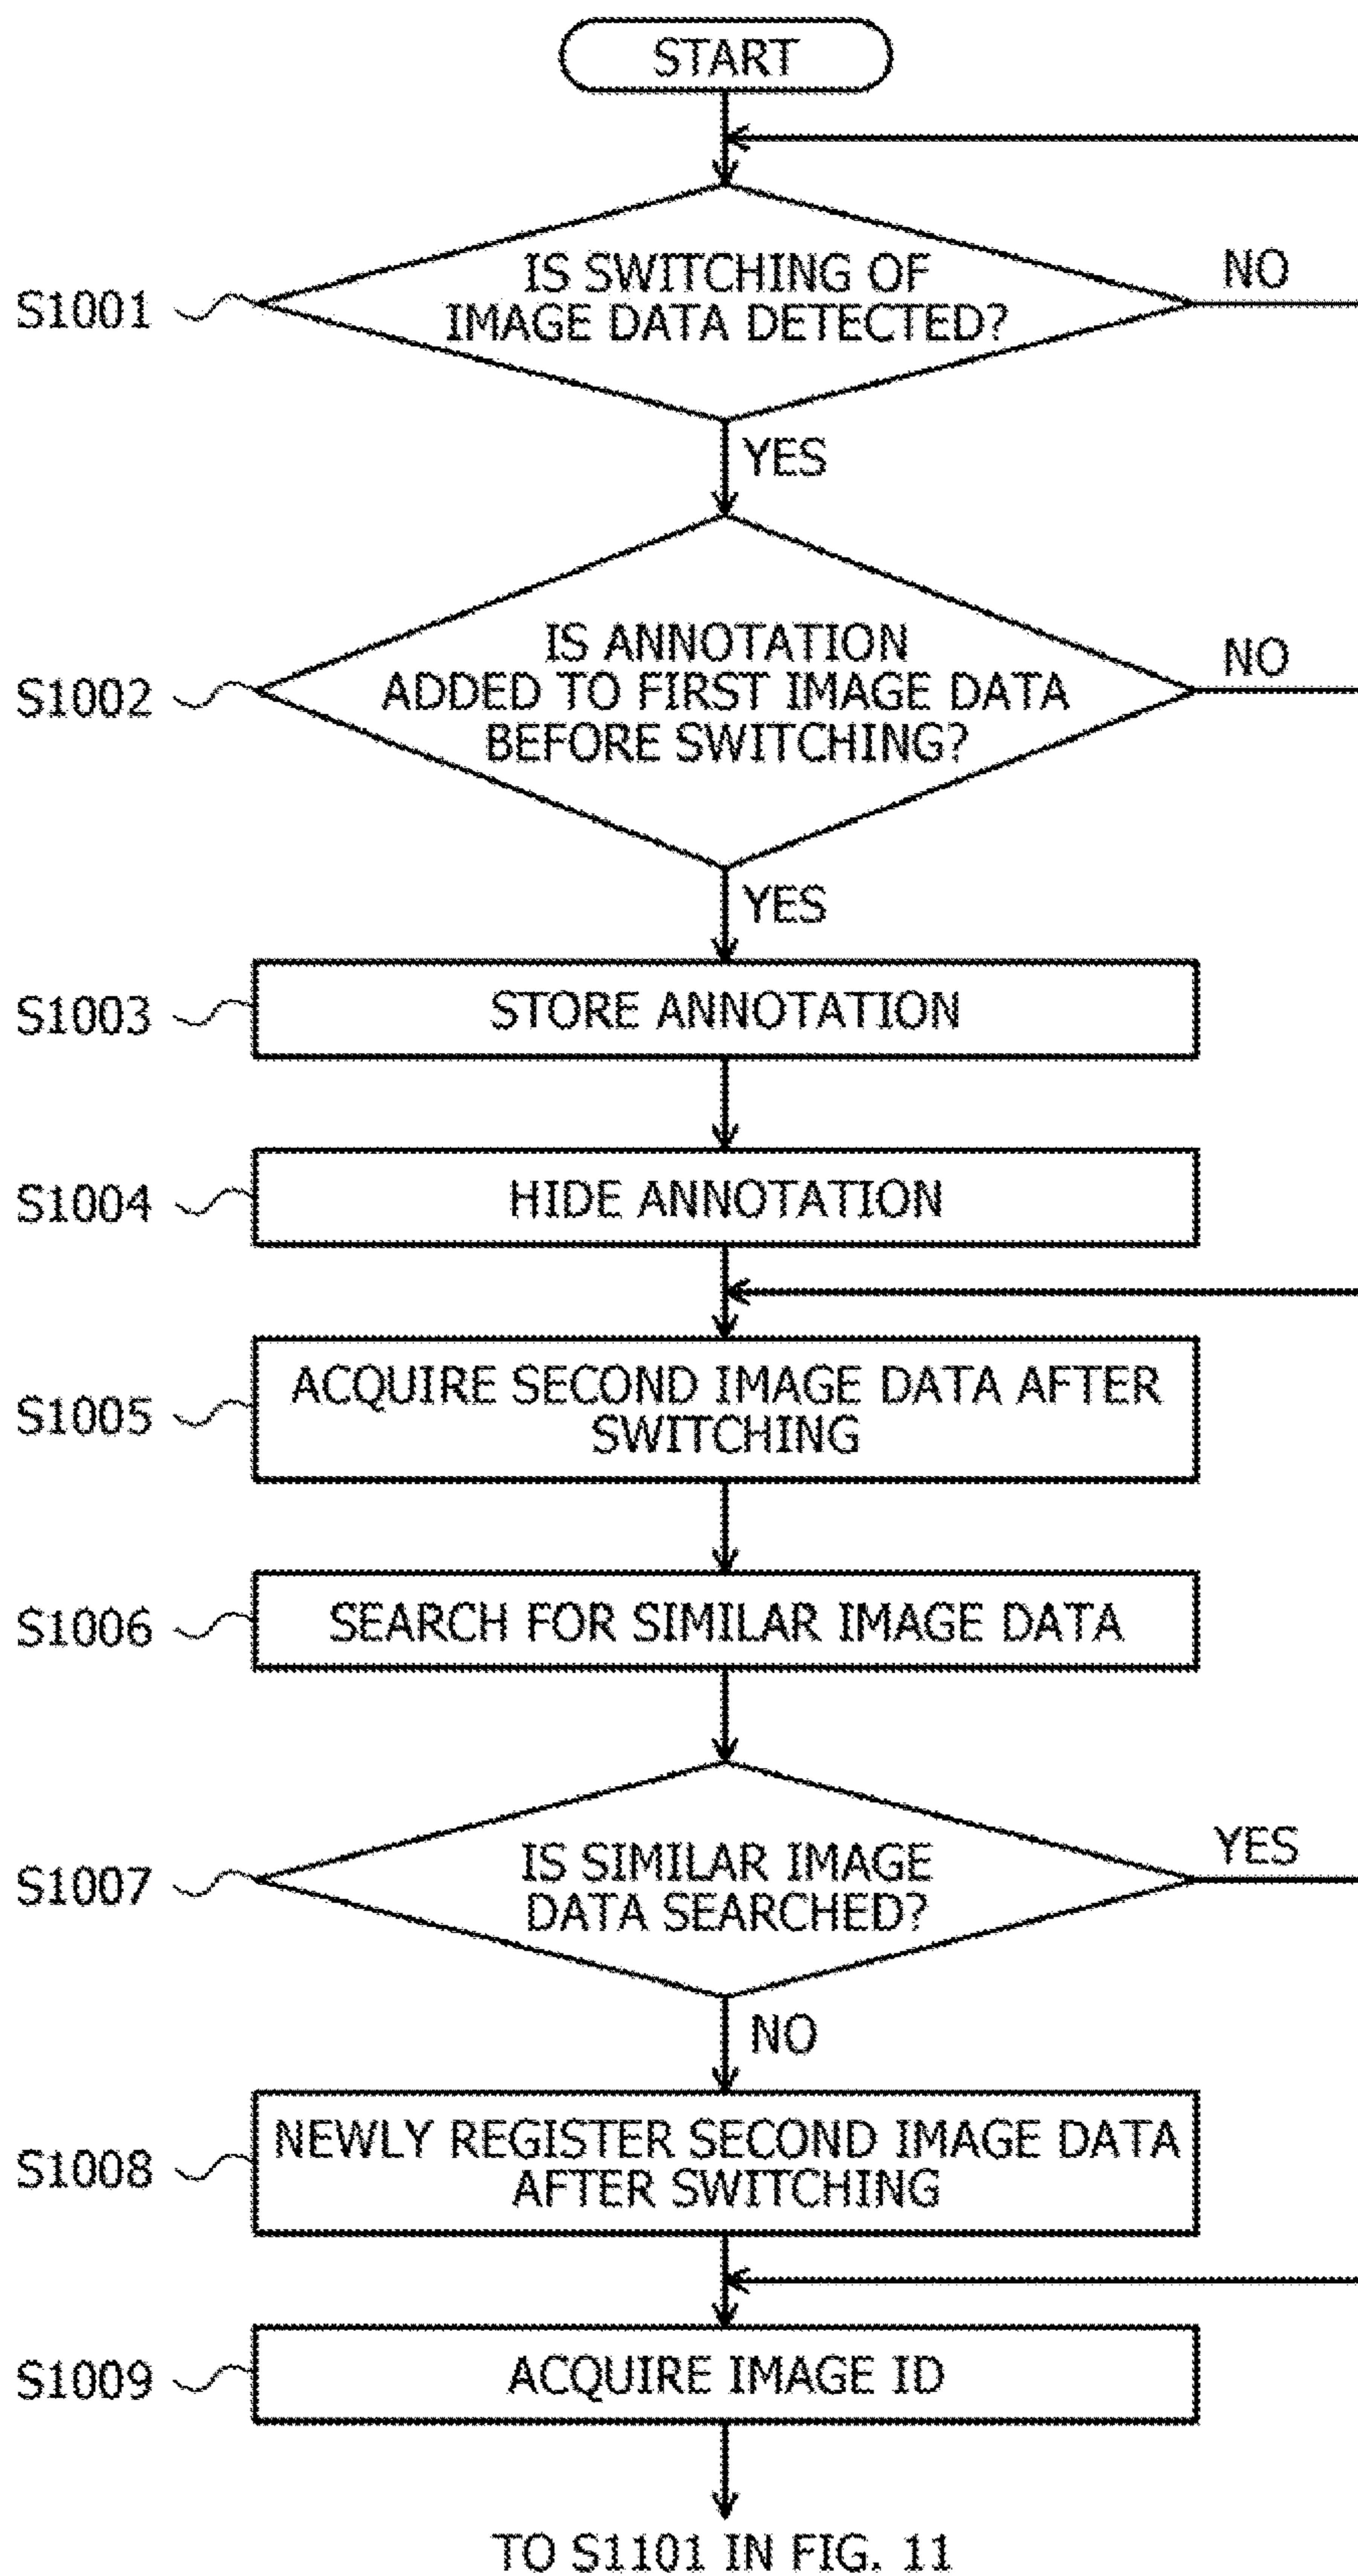 START
S1001
IS SWITCHING OF
IMAGE DATA DETECTED?
NO
YES
S1002
IS ANNOTATION
ADDED TO FIRST IMAGE DATA
BEFORE SWITCHING?
NO
YES
S1003
STORE ANNOTATION
S1004
HIDE ANNOTATION
S1005
ACQUIRE SECOND IMAGE DATA AFTER
SWITCHING
S1006
SEARCH FOR SIMILAR IMAGE DATA
S1007
IS SIMILAR IMAGE
DATA SEARCHED?
YES
NO
S1008
NEWLY REGISTER SECOND IMAGE DATA
AFTER SWITCHING
S1009
ACQUIRE IMAGE ID
TO S1101 IN FIG. 11